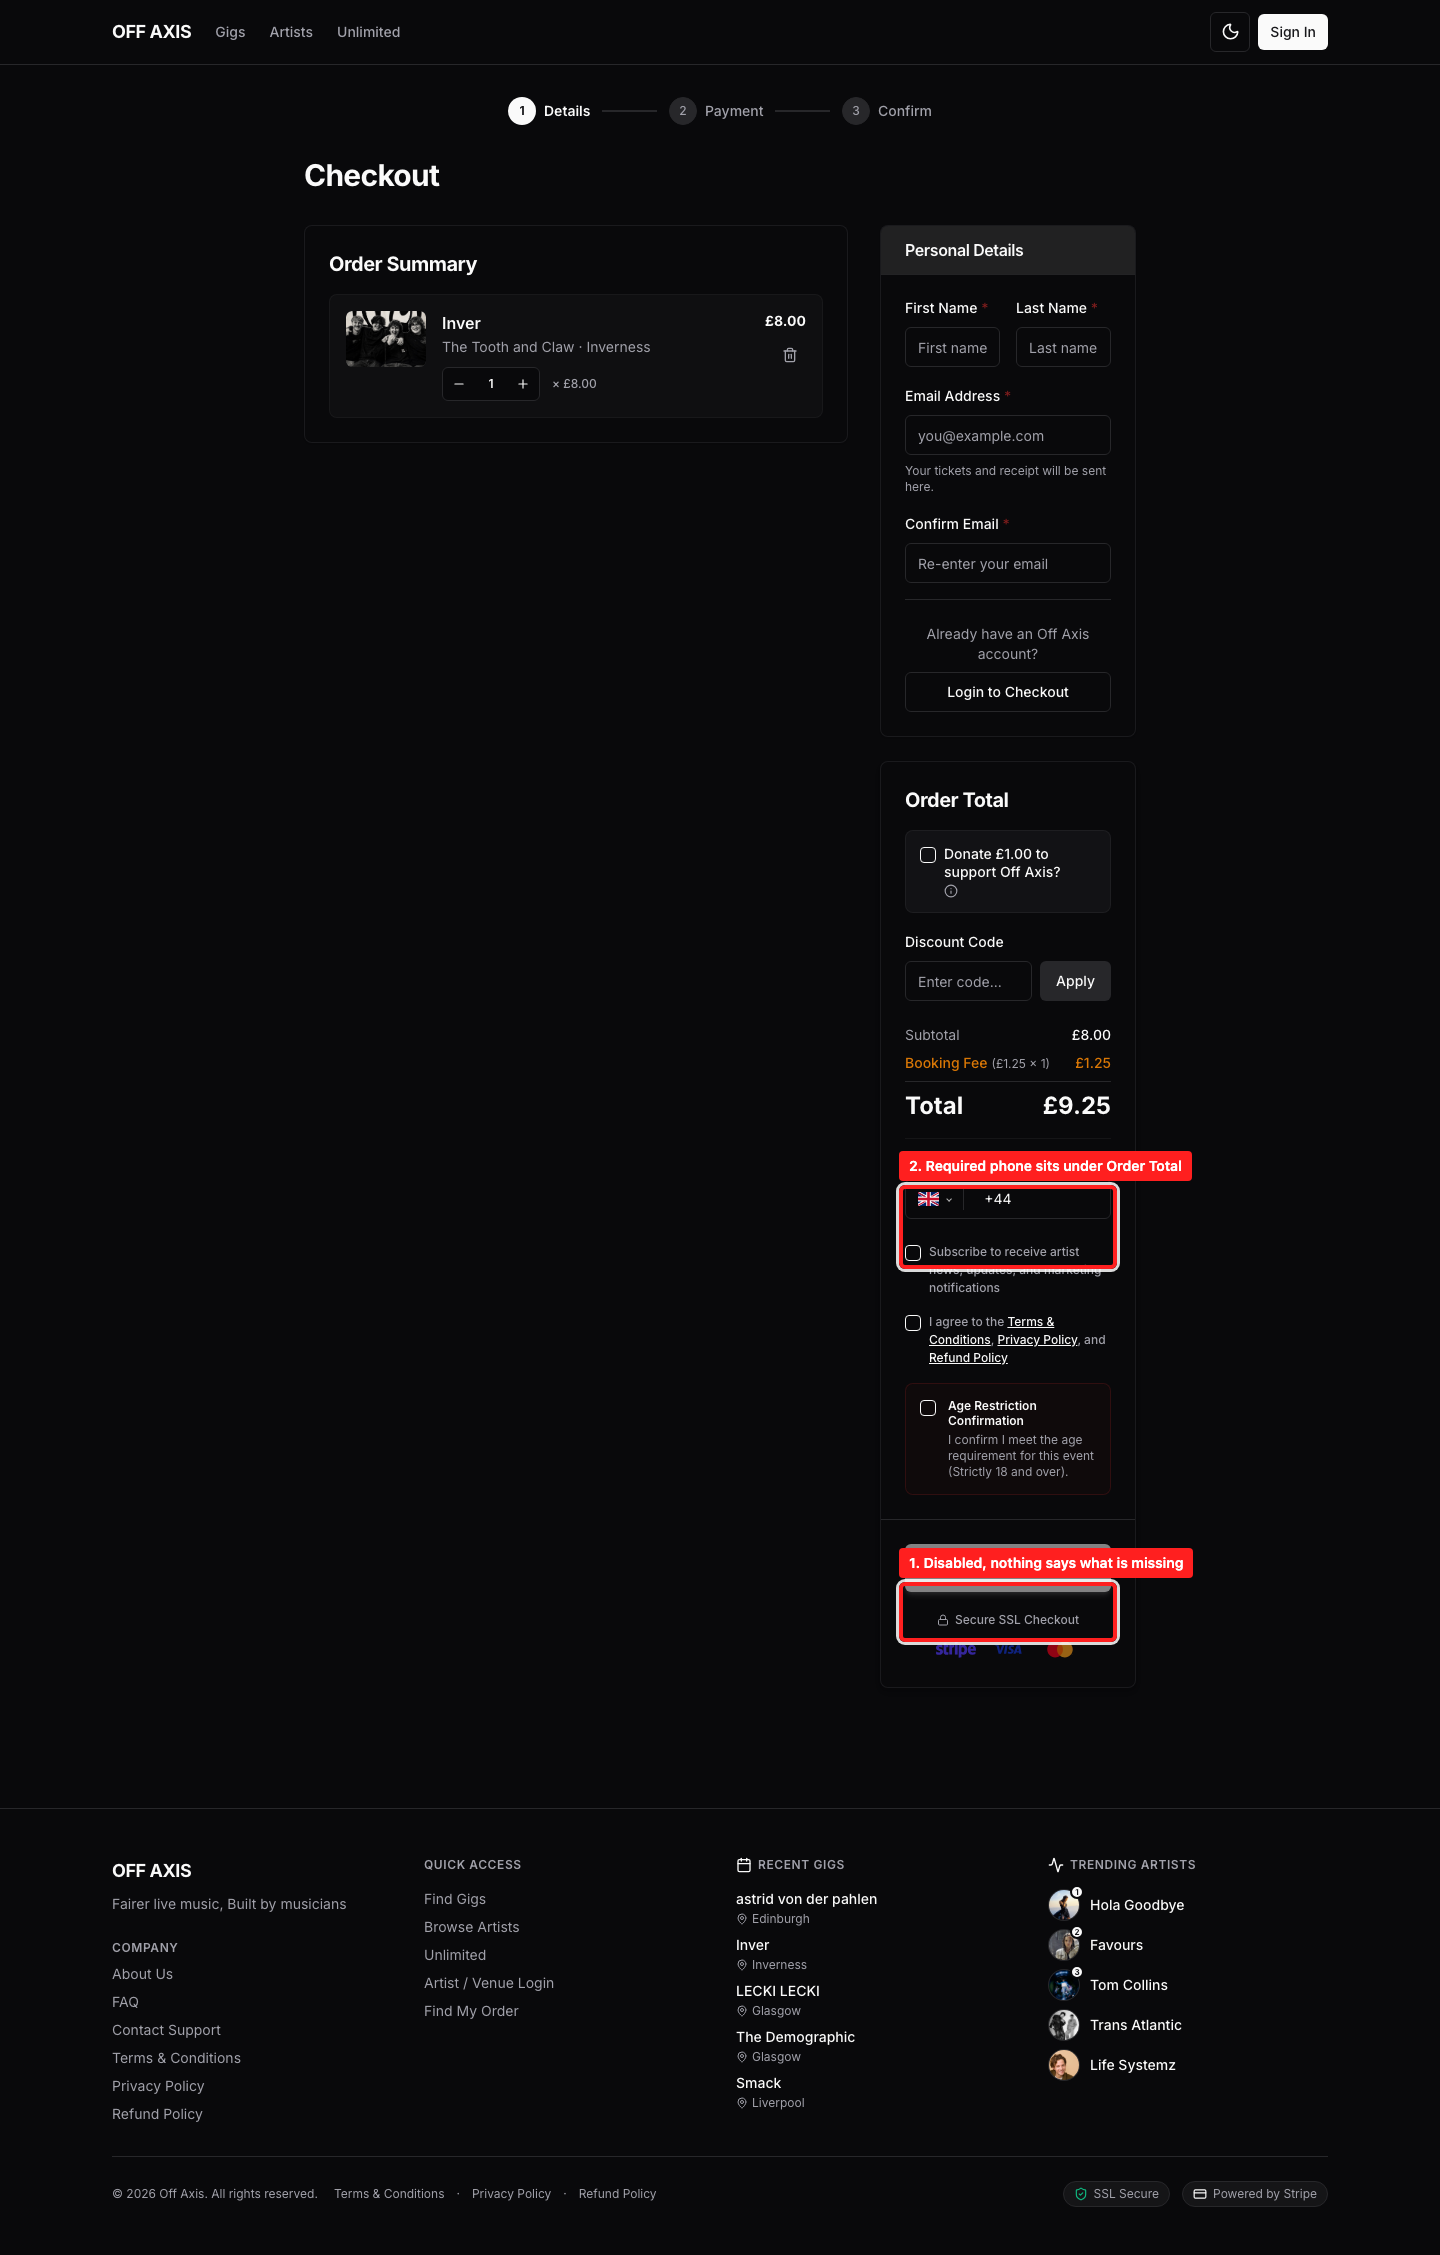 OFF AXIS
Gigs
Artists
Unlimited
Sign In
1
Details
2
Payment
3
Confirm
Checkout
Order Summary
Inver
£8.00
The Tooth and Claw · Inverness
− 1 +
× £8.00
Personal Details
First Name *
Last Name *
First name
Last name
Email Address *
you@example.com
Your tickets and receipt will be sent
here.
Confirm Email *
Re-enter your email
Already have an Off Axis
account?
Login to Checkout
Order Total
Donate £1.00 to
support Off Axis?
Discount Code
Enter code...
Apply
Subtotal
£8.00
Booking Fee (£1.25 × 1)
£1.25
Total
£9.25
2. Required phone sits under Order Total
+44
Subscribe to receive artist
news, updates, and marketing
notifications
I agree to the Terms &
Conditions, Privacy Policy, and
Refund Policy
Age Restriction
Confirmation
I confirm I meet the age
requirement for this event
(Strictly 18 and over).
1. Disabled, nothing says what is missing
Secure SSL Checkout
stripe
VISA
OFF AXIS
Fairer live music, Built by musicians
COMPANY
About Us
FAQ
Contact Support
Terms & Conditions
Privacy Policy
Refund Policy
QUICK ACCESS
Find Gigs
Browse Artists
Unlimited
Artist / Venue Login
Find My Order
RECENT GIGS
astrid von der pahlen
Edinburgh
Inver
Inverness
LECKI LECKI
Glasgow
The Demographic
Glasgow
Smack
Liverpool
TRENDING ARTISTS
1
Hola Goodbye
2
Favours
3
Tom Collins
Trans Atlantic
Life Systemz
© 2026 Off Axis. All rights reserved.
Terms & Conditions
·
Privacy Policy
·
Refund Policy
SSL Secure
Powered by Stripe